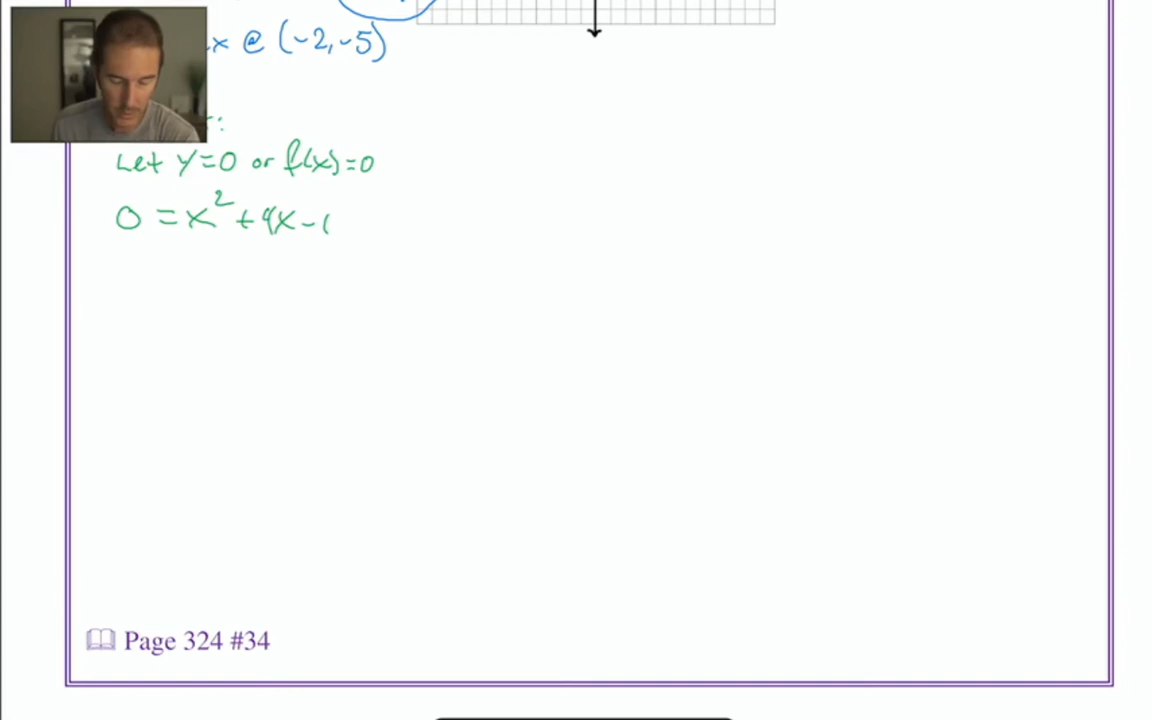 x @ (-2,-5)
:
Let y=0 or f(x)=0
0 = x² + 4x - 1
Page 324 #34